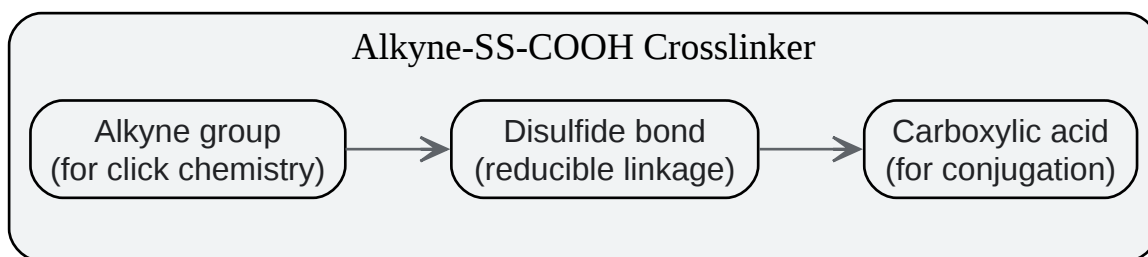 Alkyne-SS-COOH Crosslinker
Alkyne group
(for click chemistry)
Disulfide bond
(reducible linkage)
Carboxylic acid
(for conjugation)